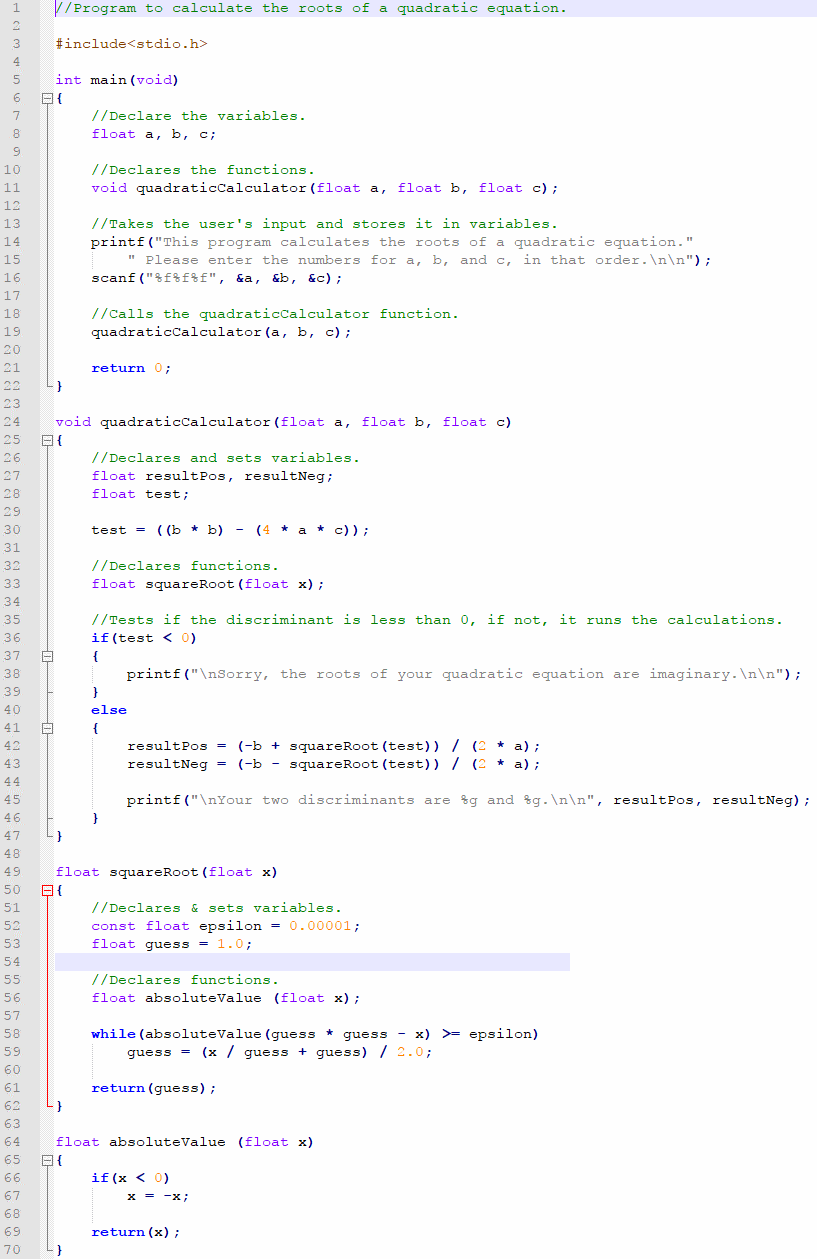 1 //Program to calculate the roots of a quadratic equation.
2
3 #include<stdio.h>
4
5 int main(void)
6 {
7     //Declare the variables.
8     float a, b, c;
9
10     //Declares the functions.
11     void quadraticCalculator(float a, float b, float c);
12
13     //Takes the user's input and stores it in variables.
14     printf("This program calculates the roots of a quadratic equation."
15         " Please enter the numbers for a, b, and c, in that order.\n\n");
16     scanf("%f%f%f", &a, &b, &c);
17
18     //Calls the quadraticCalculator function.
19     quadraticCalculator(a, b, c);
20
21     return 0;
22 }
23
24 void quadraticCalculator(float a, float b, float c)
25 {
26     //Declares and sets variables.
27     float resultPos, resultNeg;
28     float test;
29
30     test = ((b * b) - (4 * a * c));
31
32     //Declares functions.
33     float squareRoot(float x);
34
35     //Tests if the discriminant is less than 0, if not, it runs the calculations.
36     if(test < 0)
37     {
38         printf("\nSorry, the roots of your quadratic equation are imaginary.\n\n");
39     }
40     else
41     {
42         resultPos = (-b + squareRoot(test)) / (2 * a);
43         resultNeg = (-b - squareRoot(test)) / (2 * a);
44
45         printf("\nYour two discriminants are %g and %g.\n\n", resultPos, resultNeg);
46     }
47 }
48
49 float squareRoot(float x)
50 {
51     //Declares & sets variables.
52     const float epsilon = 0.00001;
53     float guess = 1.0;
54
55     //Declares functions.
56     float absoluteValue (float x);
57
58     while(absoluteValue(guess * guess - x) >= epsilon)
59         guess = (x / guess + guess) / 2.0;
60
61     return(guess);
62 }
63
64 float absoluteValue (float x)
65 {
66     if(x < 0)
67         x = -x;
68
69     return(x);
70 }